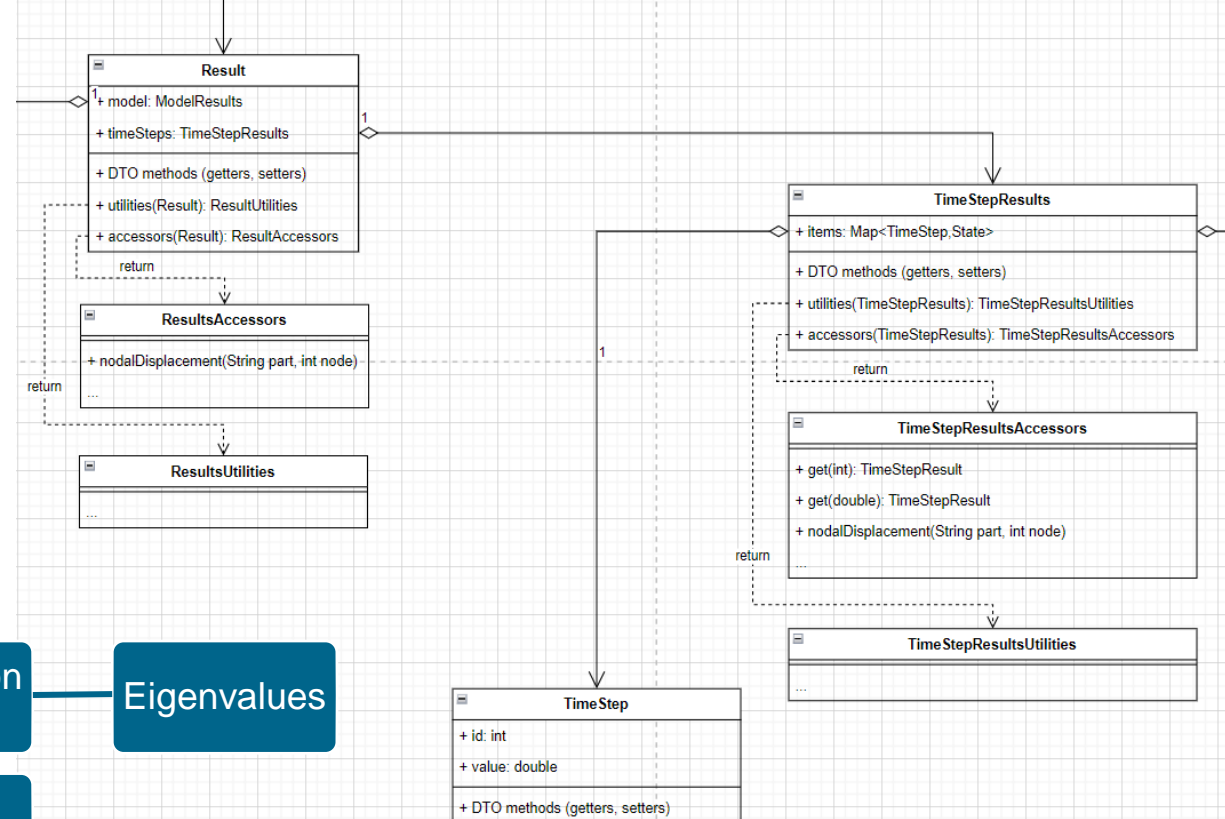 Result
1
+ model: ModelResults
+ timeSteps: TimeStepResults
1
+ DTO methods (getters, setters)
+ utilities(Result): ResultUtilities
+ accessors(Result): ResultAccessors
return
ResultsAccessors
+ nodalDisplacement(String part, int node)
...
return
ResultsUtilities
...
TimeStepResults
+ items: Map<TimeStep,State>
+ DTO methods (getters, setters)
+ utilities(TimeStepResults): TimeStepResultsUtilities
+ accessors(TimeStepResults): TimeStepResultsAccessors
1
return
TimeStepResultsAccessors
+ get(int): TimeStepResult
+ get(double): TimeStepResult
+ nodalDisplacement(String part, int node)
...
return
TimeStepResultsUtilities
...
Eigenvalues
TimeStep
+ id: int
+ value: double
+ DTO methods (getters, setters)